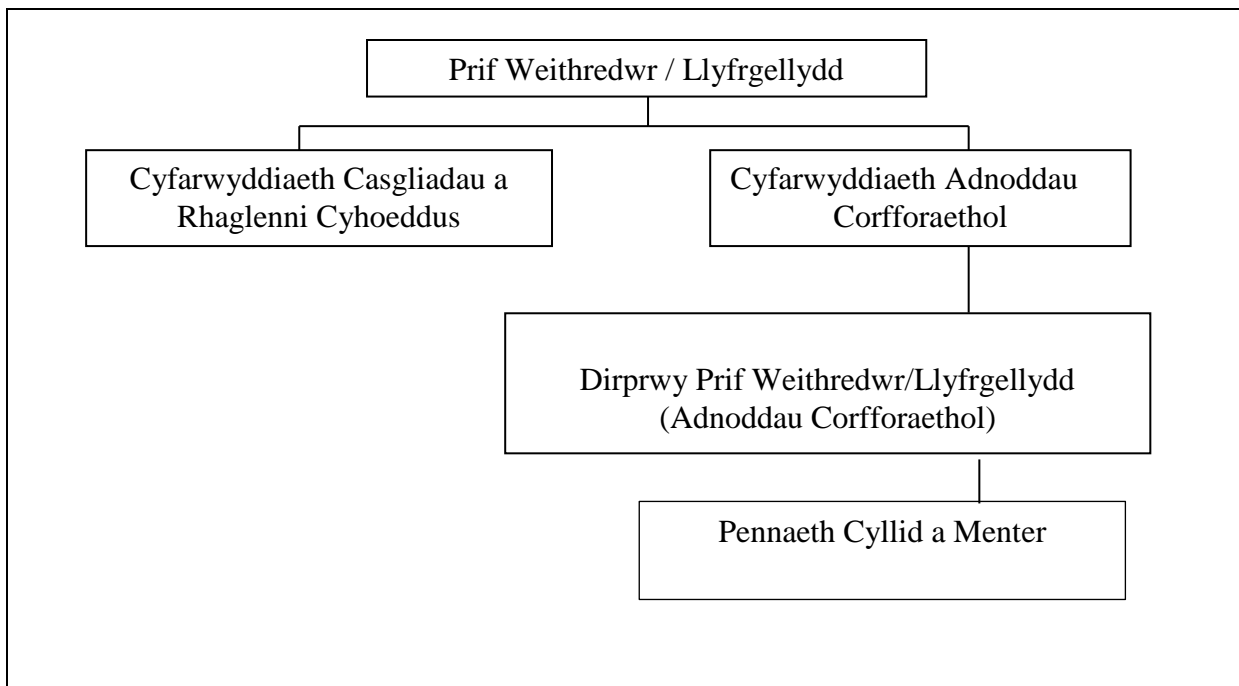 Prif Weithredwr / Llyfrgellydd
Cyfarwyddiaeth Casgliadau a
Rhaglenni Cyhoeddus
Cyfarwyddiaeth Adnoddau
Corfforaethol
Dirprwy Prif Weithredwr/Llyfrgellydd
(Adnoddau Corfforaethol)
Pennaeth Cyllid a Menter